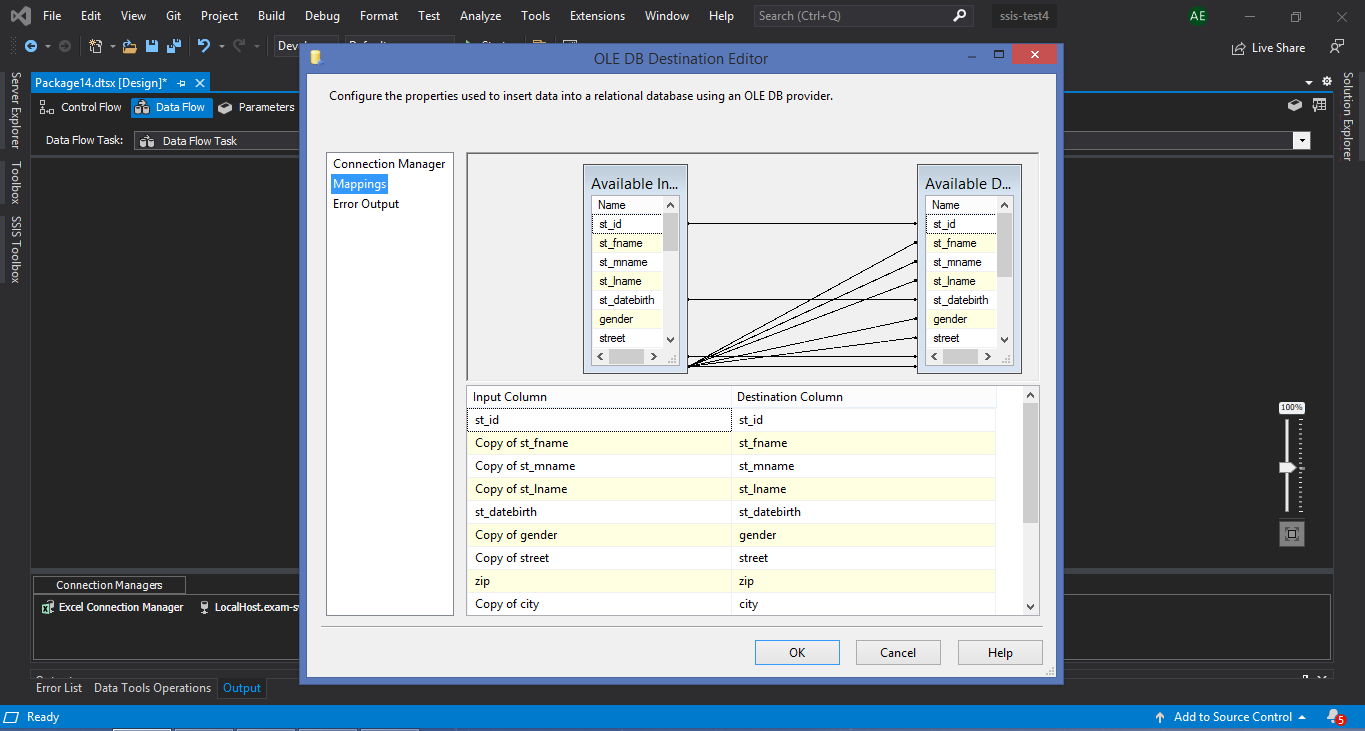 File Edit View Git Project Build Debug Format Test Analyze Tools Extensions Window Help Search (Ctrl+Q) ssis-test4 AE
Live Share
OLE DB Destination Editor
Package14.dtsx [Design]*
Control Flow Data Flow Parameters
Data Flow Task: Data Flow Task
Server Explorer
Toolbox
SSIS Toolbox
Solution Explorer
Configure the properties used to insert data into a relational database using an OLE DB provider.
Connection Manager
Mappings
Error Output
Available In... Available D...
Name Name
st_id st_id
st_fname st_fname
st_mname st_mname
st_lname st_lname
st_datebirth st_datebirth
gender gender
street street
Input Column Destination Column
st_id st_id
Copy of st_fname st_fname
Copy of st_mname st_mname
Copy of st_lname st_lname
st_datebirth st_datebirth
Copy of gender gender
Copy of street street
zip zip
Copy of city city
100%
OK Cancel Help
Connection Managers
Excel Connection Manager LocalHost.exam-s
Error List Data Tools Operations Output
Ready Add to Source Control 5